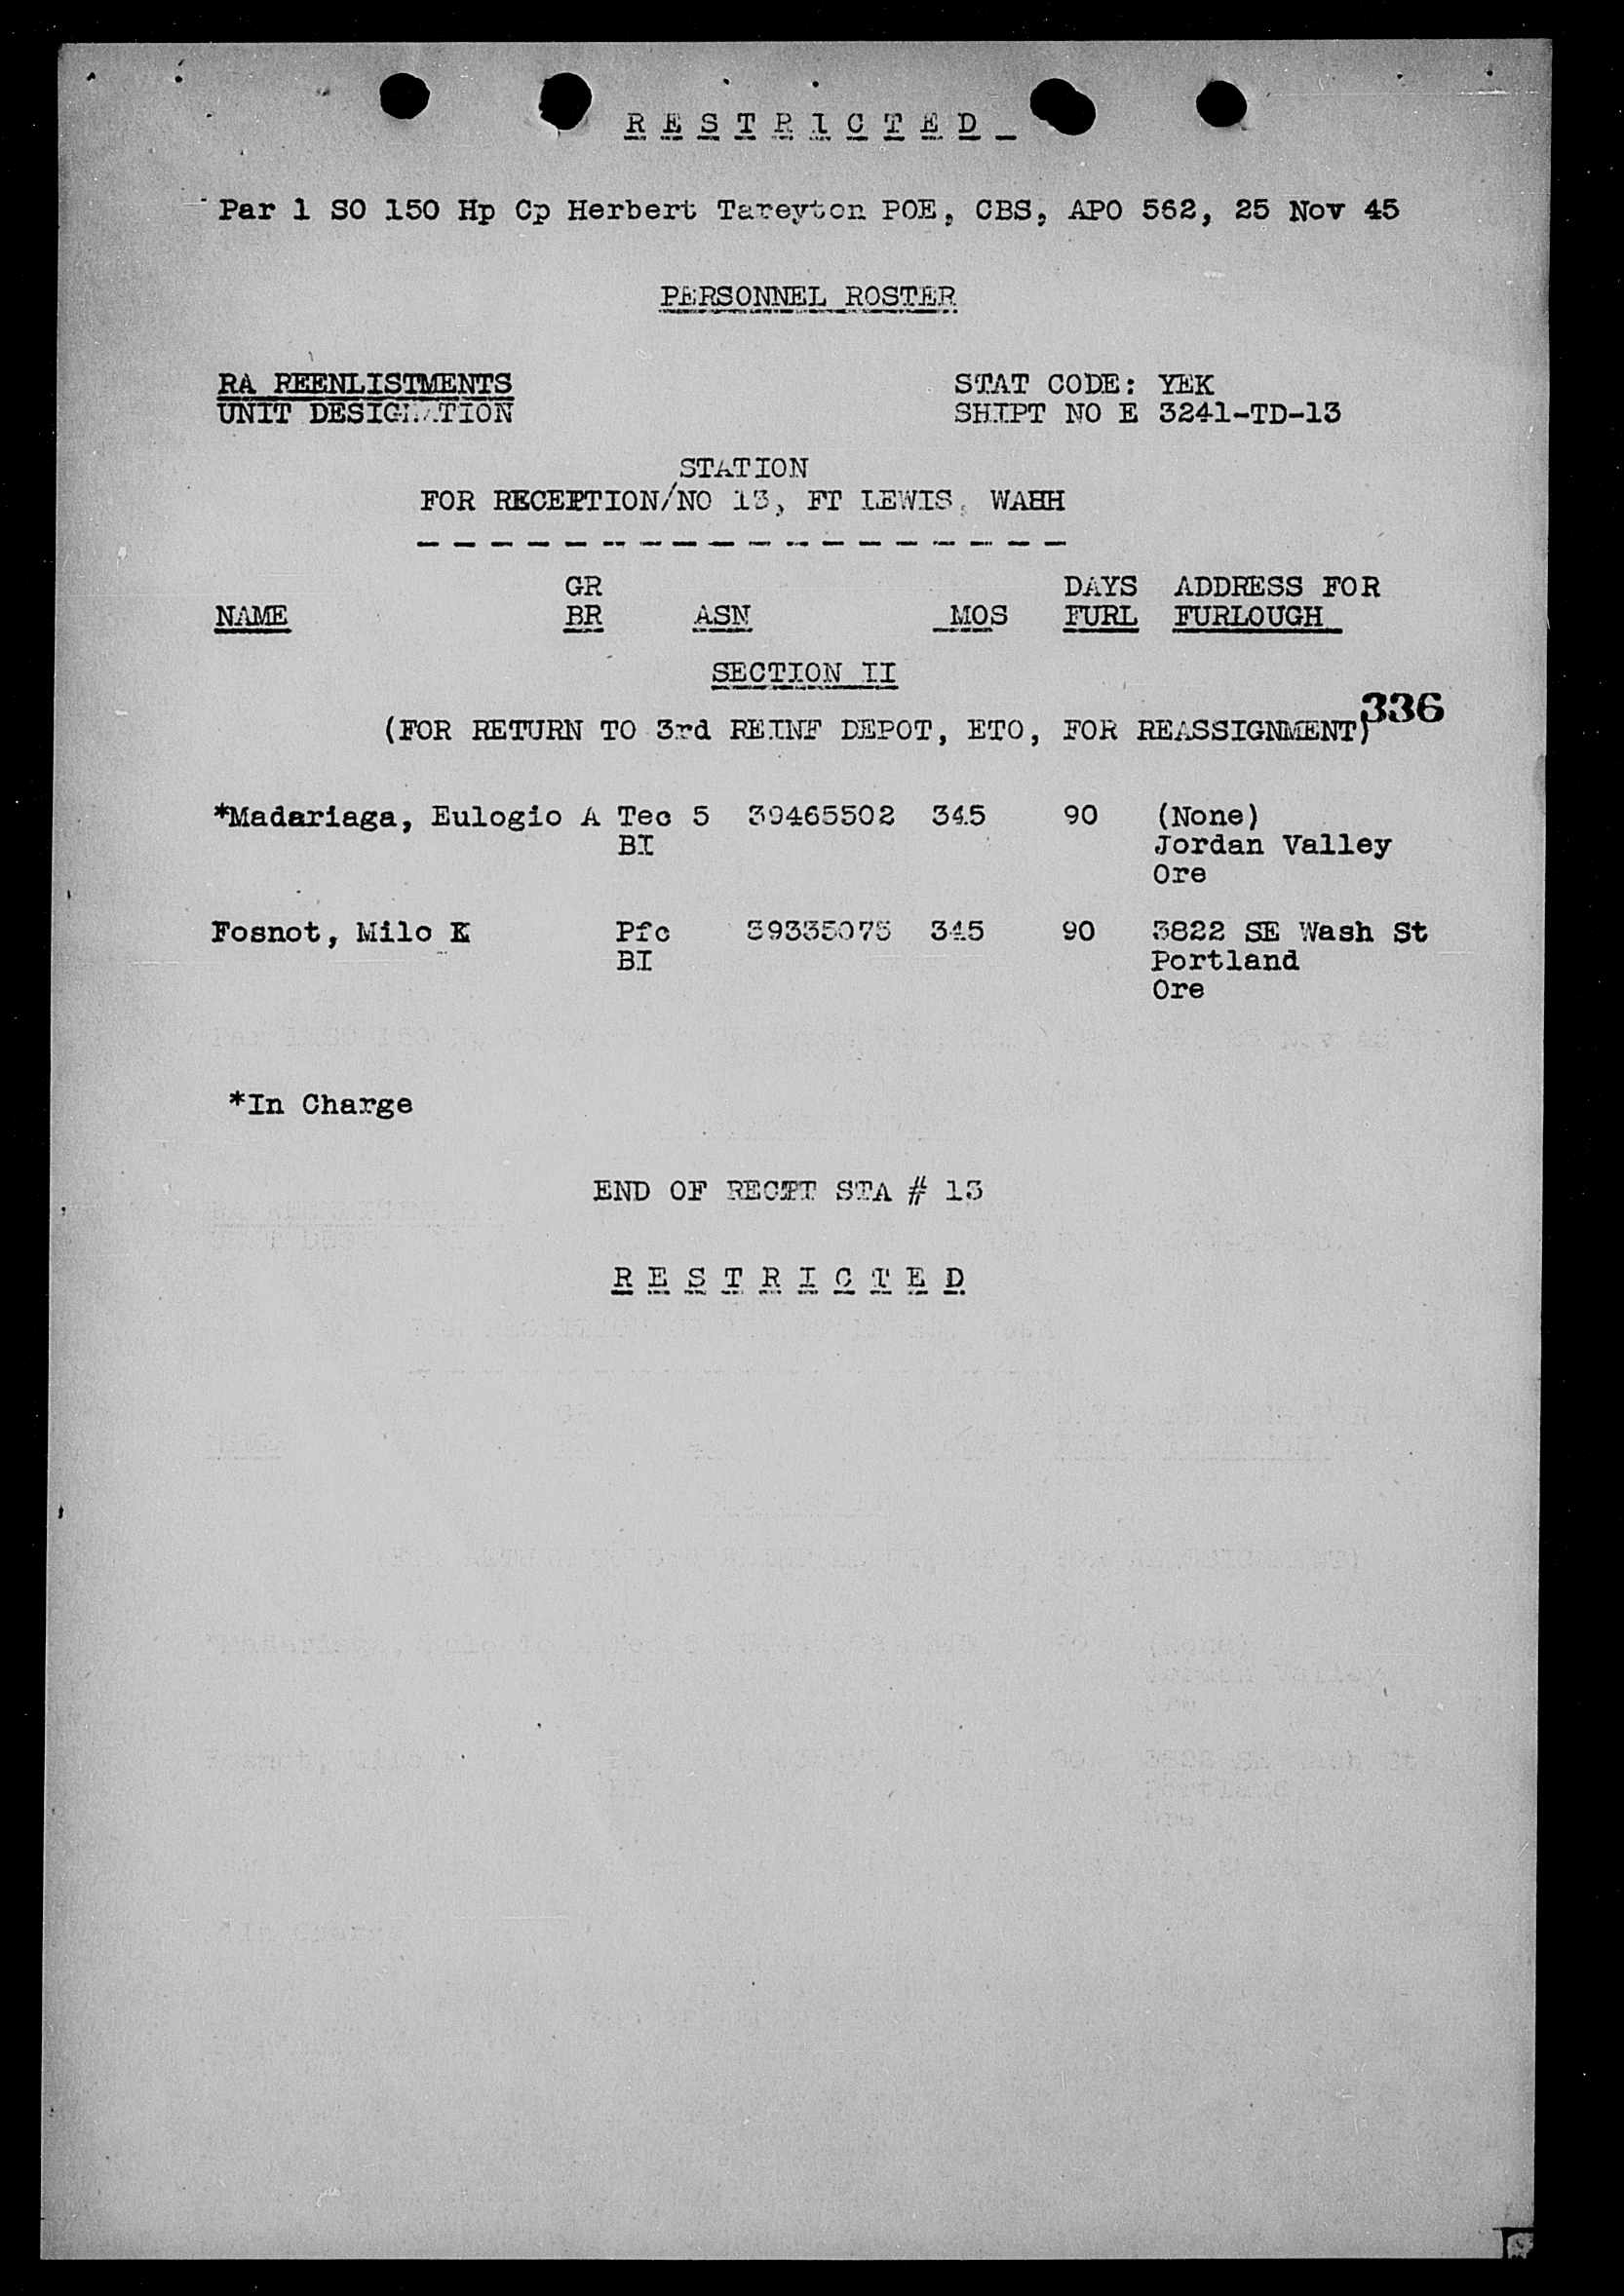 R E S T R I C T E D
Par 1 SO 150 Hp Cp Herbert Tareyton POE, CBS, APO 562, 25 Nov 45
PERSONNEL ROSTER
RA REENLISTMENTS STAT CODE: YEK
UNIT DESIGNATION SHIPT NO E 3241-TD-13
STATION
FOR RECEPTION/NO 13, FT LEWIS, WAHH
GR DAYS ADDRESS FOR
NAME BR ASN MOS FURL FURLOUGH
SECTION II
336
(FOR RETURN TO 3rd REINF DEPOT, ETO, FOR REASSIGNMENT)
*Madariaga, Eulogio A Tec 5 39465502 345 90 (None)
BI Jordan Valley
Ore
Fosnot, Milo K Pfc 39335075 345 90 3822 SE Wash St
BI Portland
Ore
*In Charge
END OF RECPT STA # 13
R E S T R I C T E D